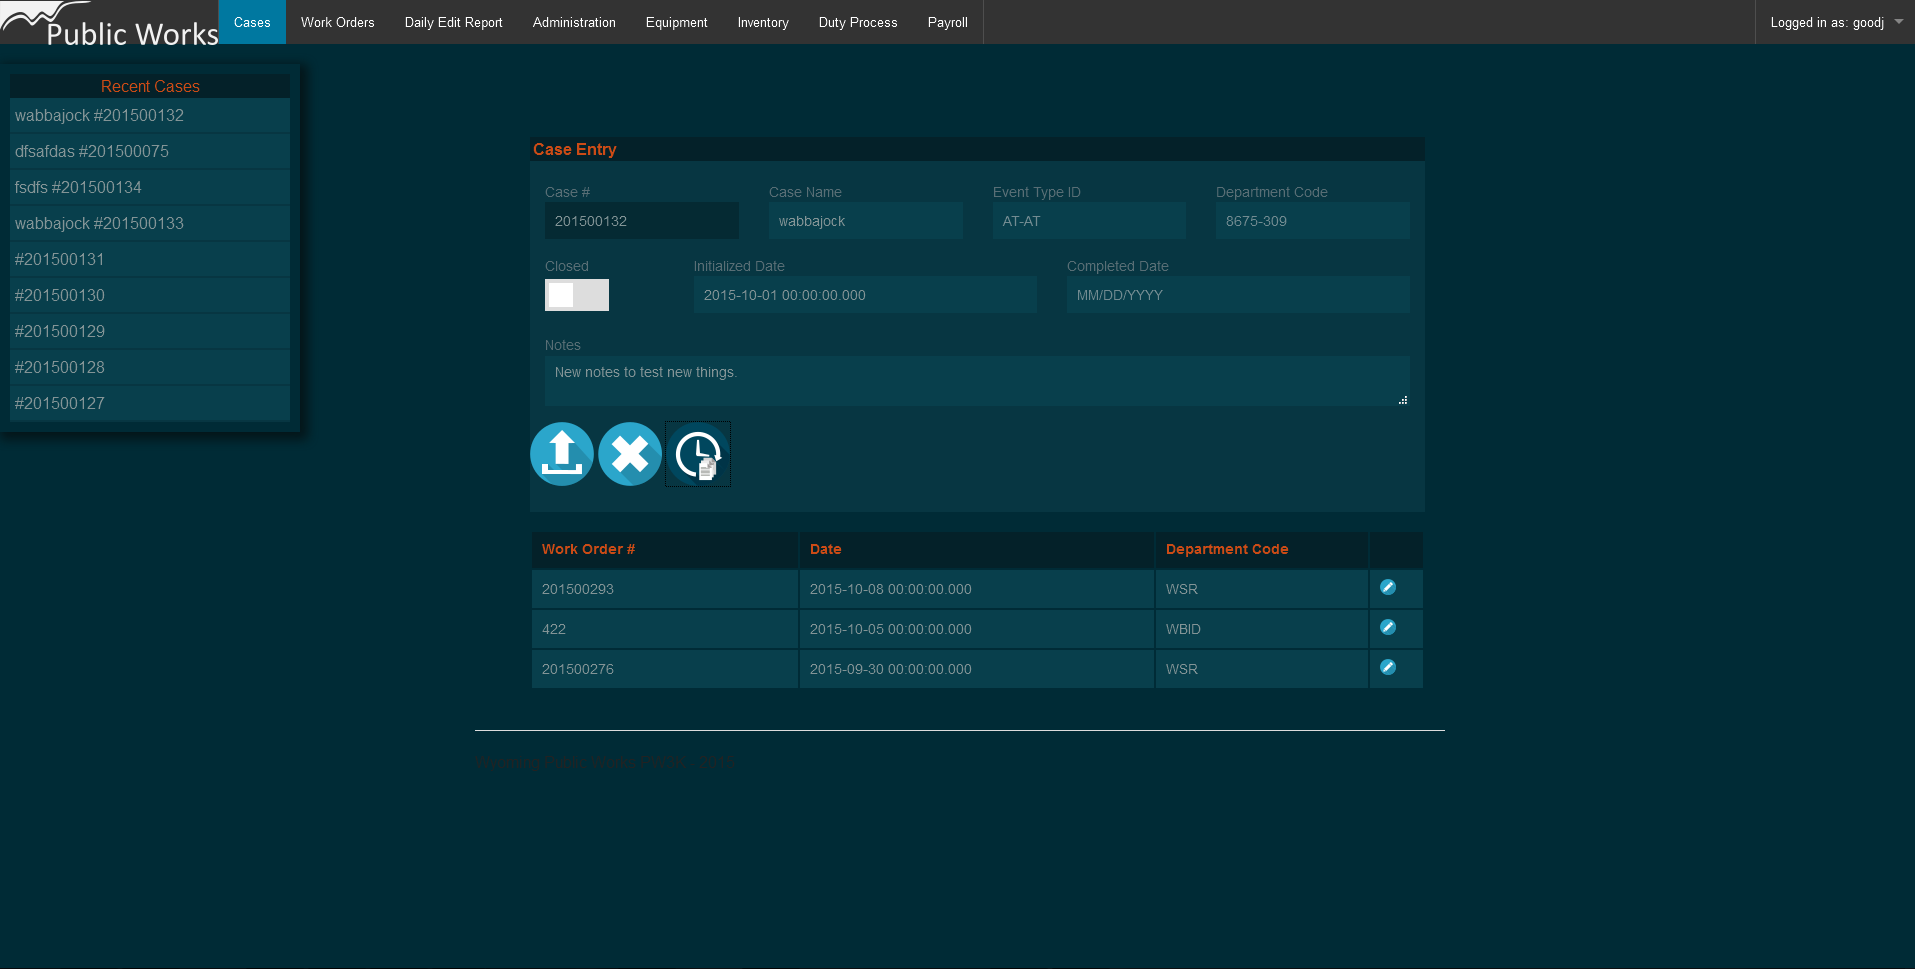 Public Works
Cases Work Orders Daily Edit Report Administration Equipment Inventory Duty Process Payroll Logged in as: goodj
Recent Cases
wabbajock #201500132
dfsafdas #201500075
fsdfs #201500134
wabbajock #201500133
#201500131
#201500130
#201500129
#201500128
#201500127
Case Entry
Case # Case Name Event Type ID Department Code
201500132 wabbajock AT-AT 8675-309
Closed Initialized Date Completed Date
2015-10-01 00:00:00.000 MM/DD/YYYY
Notes
New notes to test new things.
Work Order # Date Department Code
201500293 2015-10-08 00:00:00.000 WSR
422 2015-10-05 00:00:00.000 WBID
201500276 2015-09-30 00:00:00.000 WSR
Public Works 2015